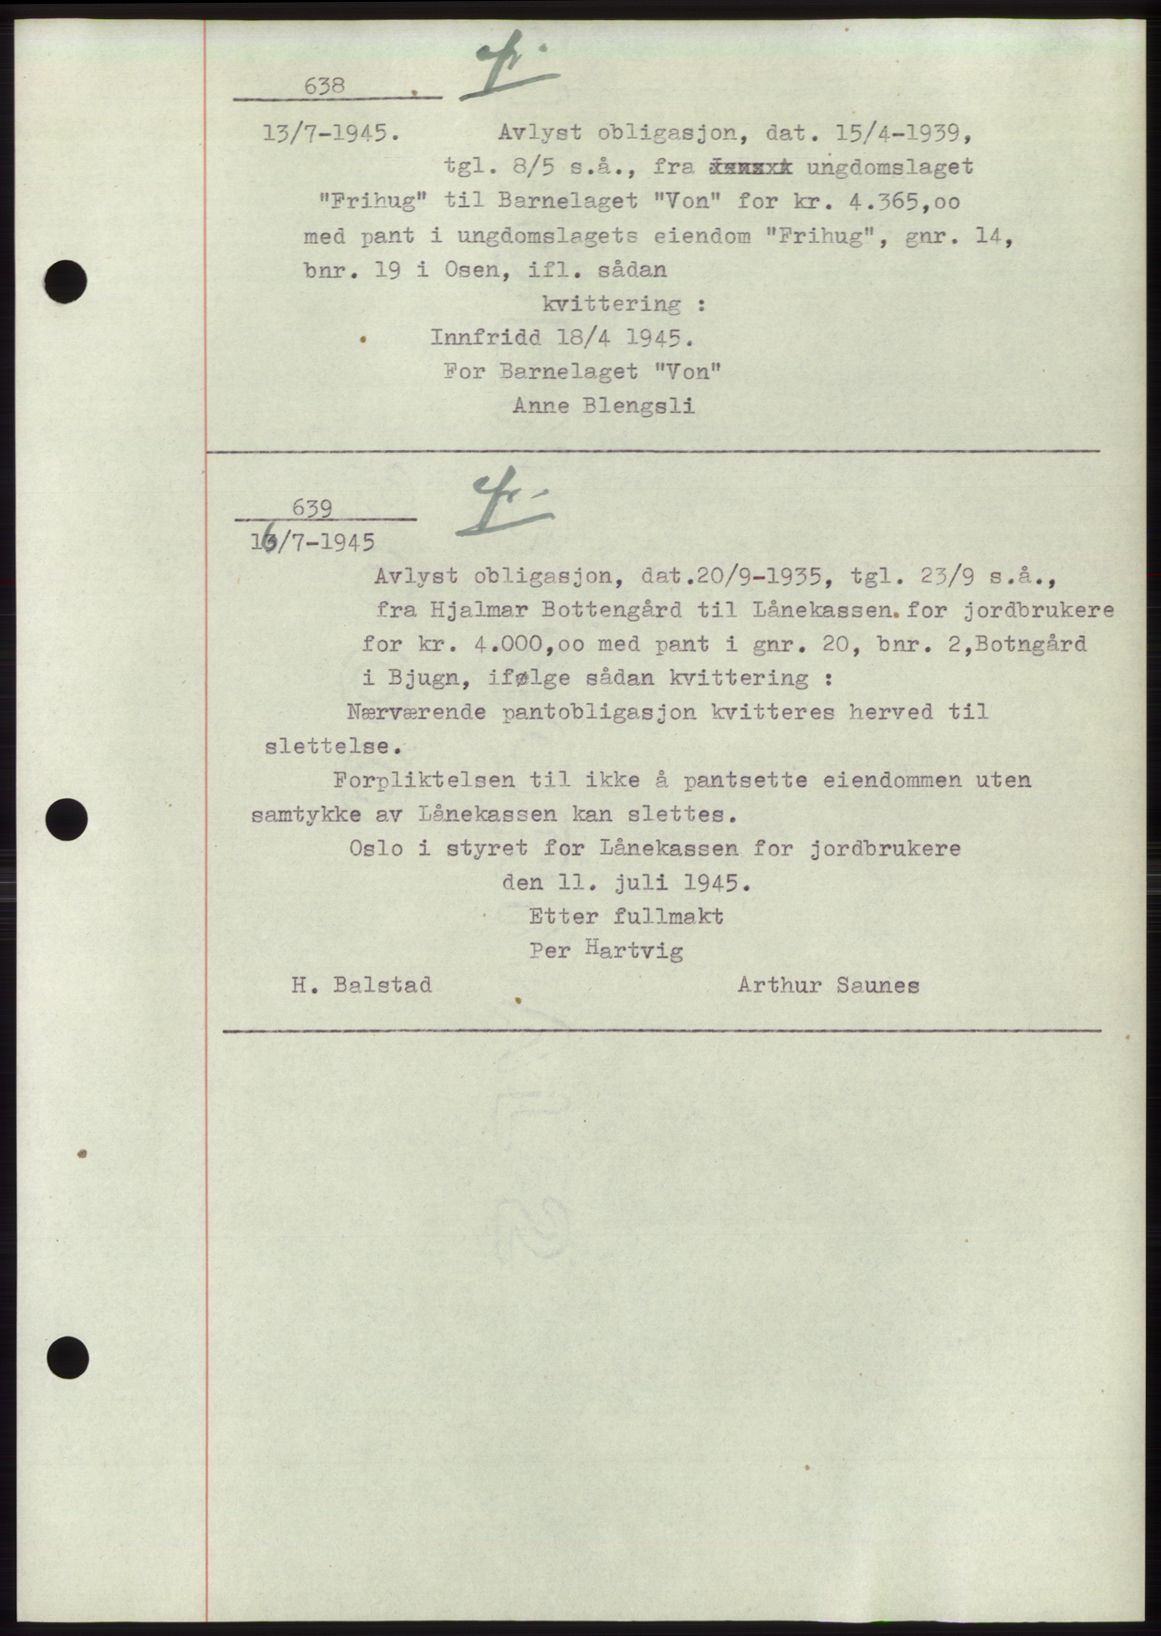 638
13/7-1945. Avlyst obligasjon, dat. 15/4-1939,
tgl. 8/5 s.å., fra ungdomslaget
"Frihug" til Barnelaget "Von" for kr. 4.365,oo
med pant i ungdomslagets eiendom "Frihug", gnr. 14,
bnr. 19 i Osen, ifl. sådan
kvittering :
Innfridd 18/4 1945.
For Barnelaget "Von"
Anne Blengsli
639
16/7-1945
Avlyst obligasjon, dat.20/9-1935, tgl. 23/9 s.å.,
fra Hjalmar Bottengård til Lånekassen for jordbrukere
for kr. 4.000,oo med pant i gnr. 20, bnr. 2,Botngård
i Bjugn, ifølge sådan kvittering :
Nærværende pantobligasjon kvitteres herved til
slettelse.
Forpliktelsen til ikke å pantsette eiendommen uten
samtykke av Lånekassen kan slettes.
Oslo i styret for Lånekassen for jordbrukere
den 11. juli 1945.
Etter fullmakt
Per Hartvig
H. Balstad Arthur Saunes